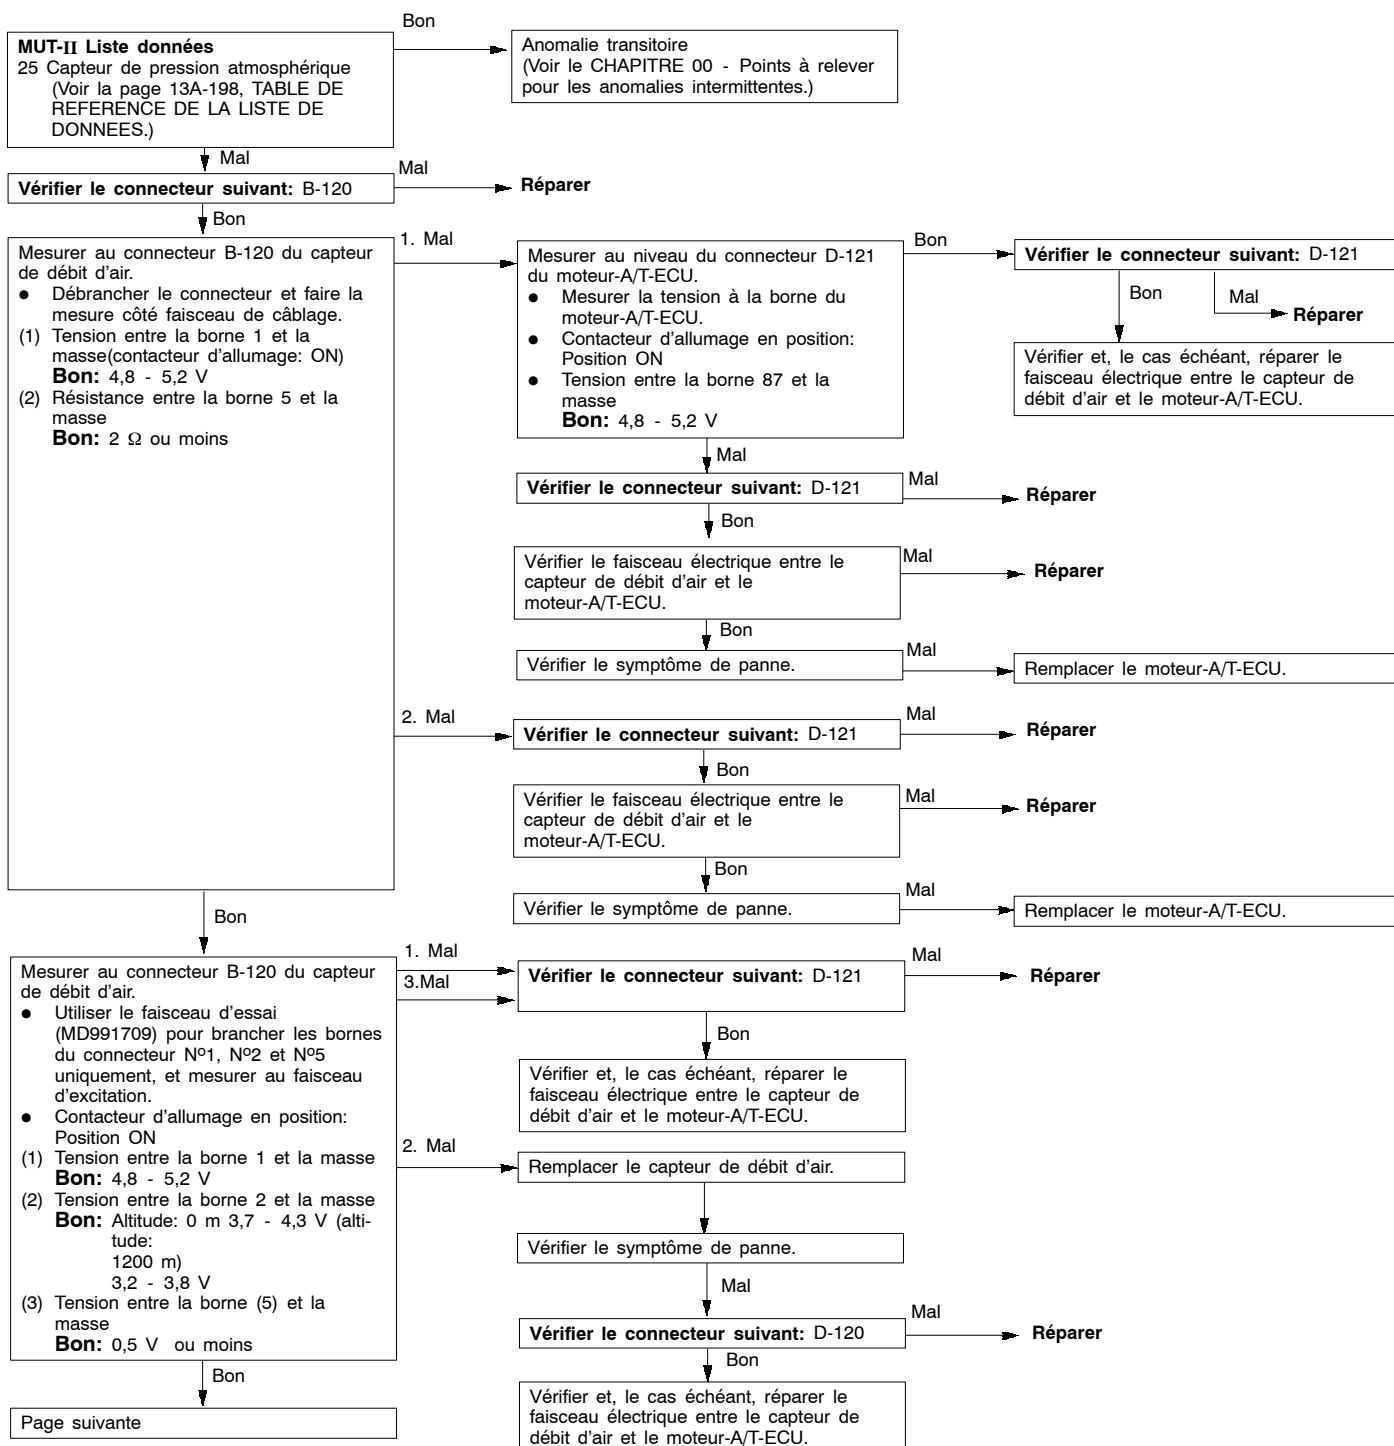 Bon
MUT-II Liste données
25 Capteur de pression atmosphérique
(Voir la page 13A-198, TABLE DE
REFERENCE DE LA LISTE DE
DONNEES.)
Anomalie transitoire
(Voir le CHAPITRE 00 - Points à relever
pour les anomalies intermittentes.)
Mal
Vérifier le connecteur suivant: B-120
Mal
Réparer
Bon
Mesurer au connecteur B-120 du capteur
de débit d'air.
● Débrancher le connecteur et faire la
mesure côté faisceau de câblage.
(1) Tension entre la borne 1 et la
masse(contacteur d'allumage: ON)
Bon: 4,8 - 5,2 V
(2) Résistance entre la borne 5 et la
masse
Bon: 2 Ω ou moins
1. Mal
Mesurer au niveau du connecteur D-121
du moteur-A/T-ECU.
● Mesurer la tension à la borne du
moteur-A/T-ECU.
● Contacteur d'allumage en position:
Position ON
● Tension entre la borne 87 et la
masse
Bon: 4,8 - 5,2 V
Bon
Vérifier le connecteur suivant: D-121
Bon
Mal
Réparer
Vérifier et, le cas échéant, réparer le
faisceau électrique entre le capteur de
débit d'air et le moteur-A/T-ECU.
Mal
Vérifier le connecteur suivant: D-121
Mal
Réparer
Bon
Vérifier le faisceau électrique entre le
capteur de débit d'air et le
moteur-A/T-ECU.
Mal
Réparer
Bon
Vérifier le symptôme de panne.
Mal
Remplacer le moteur-A/T-ECU.
2. Mal
Vérifier le connecteur suivant: D-121
Mal
Réparer
Bon
Vérifier le faisceau électrique entre le
capteur de débit d'air et le
moteur-A/T-ECU.
Mal
Réparer
Bon
Vérifier le symptôme de panne.
Mal
Remplacer le moteur-A/T-ECU.
Bon
Mesurer au connecteur B-120 du capteur
de débit d'air.
● Utiliser le faisceau d'essai
(MD991709) pour brancher les bornes
du connecteur Nº1, Nº2 et Nº5
uniquement, et mesurer au faisceau
d'excitation.
● Contacteur d'allumage en position:
Position ON
(1) Tension entre la borne 1 et la masse
Bon: 4,8 - 5,2 V
(2) Tension entre la borne 2 et la masse
Bon: Altitude: 0 m 3,7 - 4,3 V (alti-
tude:
1200 m)
3,2 - 3,8 V
(3) Tension entre la borne (5) et la
masse
Bon: 0,5 V ou moins
1. Mal
3.Mal
Vérifier le connecteur suivant: D-121
Mal
Réparer
Bon
Vérifier et, le cas échéant, réparer le
faisceau électrique entre le capteur de
débit d'air et le moteur-A/T-ECU.
2. Mal
Remplacer le capteur de débit d'air.
Vérifier le symptôme de panne.
Mal
Vérifier le connecteur suivant: D-120
Mal
Réparer
Bon
Vérifier et, le cas échéant, réparer le
faisceau électrique entre le capteur de
débit d'air et le moteur-A/T-ECU.
Bon
Page suivante